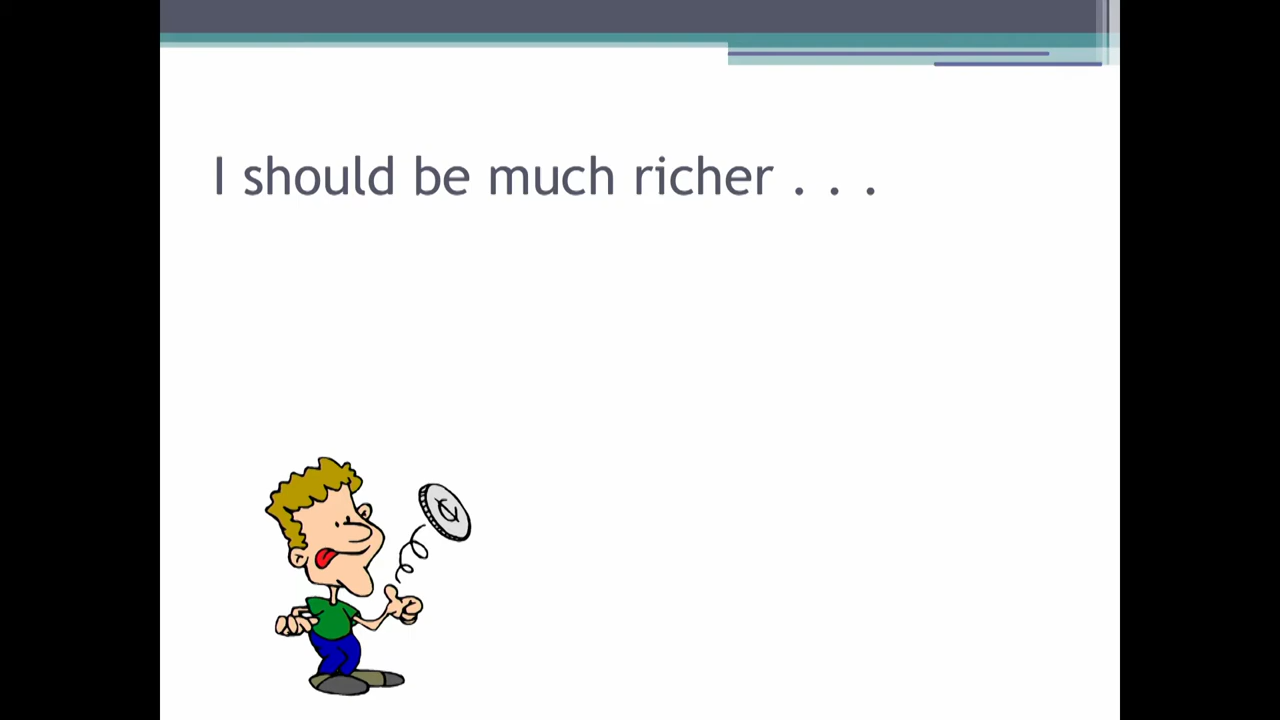 I should be much richer . . .